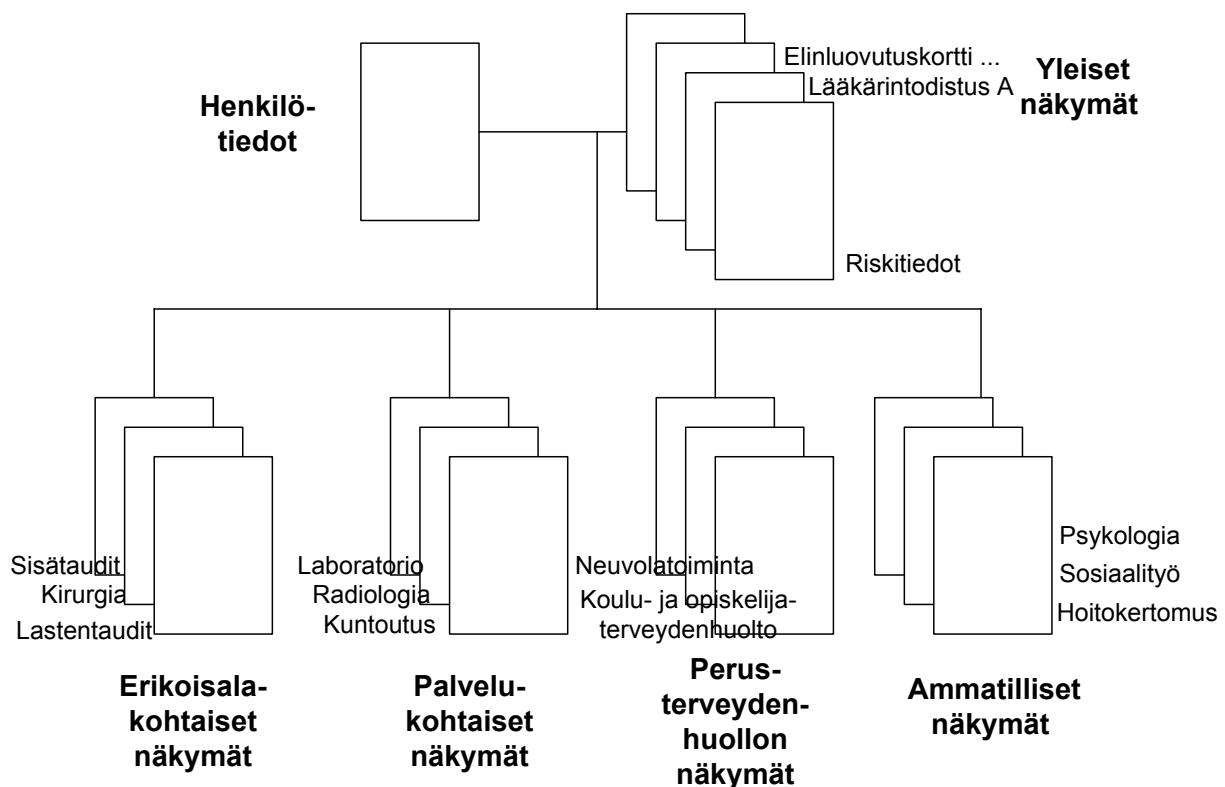 Henkilö-
tiedot
Elinluovutuskortti ...
Lääkärintodistus A
Riskitiedot
Yleiset
näkymät
Sisätaudit
Kirurgia
Lastentaudit
Erikoisala-
kohtaiset
näkymät
Laboratorio
Radiologia
Kuntoutus
Palvelu-
kohtaiset
näkymät
Neuvolatoiminta
Koulu- ja opiskelija-
terveydenhuolto
Perus-
terveyden-
huollon
näkymät
Psykologia
Sosiaalityö
Hoitokertomus
Ammatilliset
näkymät